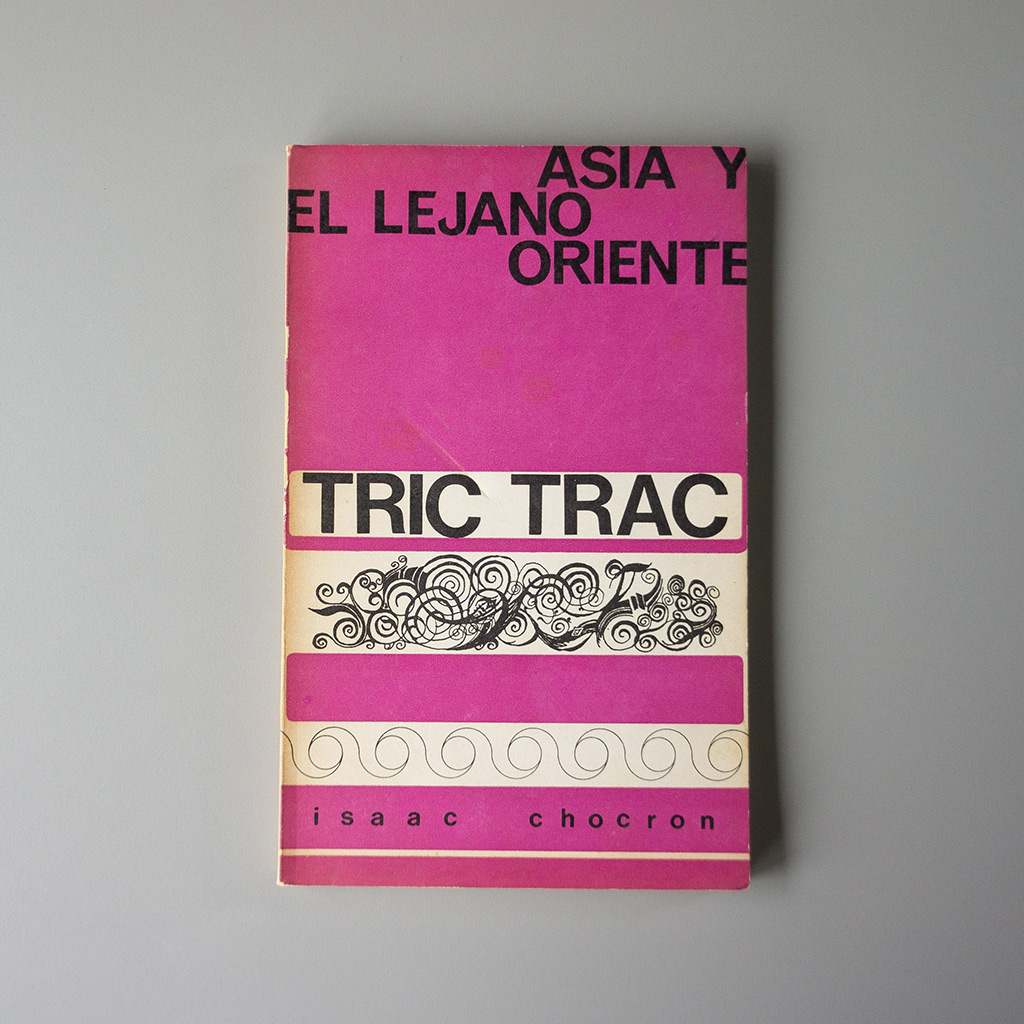 ASIA Y
EL LEJANO
ORIENTE
TRIC TRAC
isaac chocron